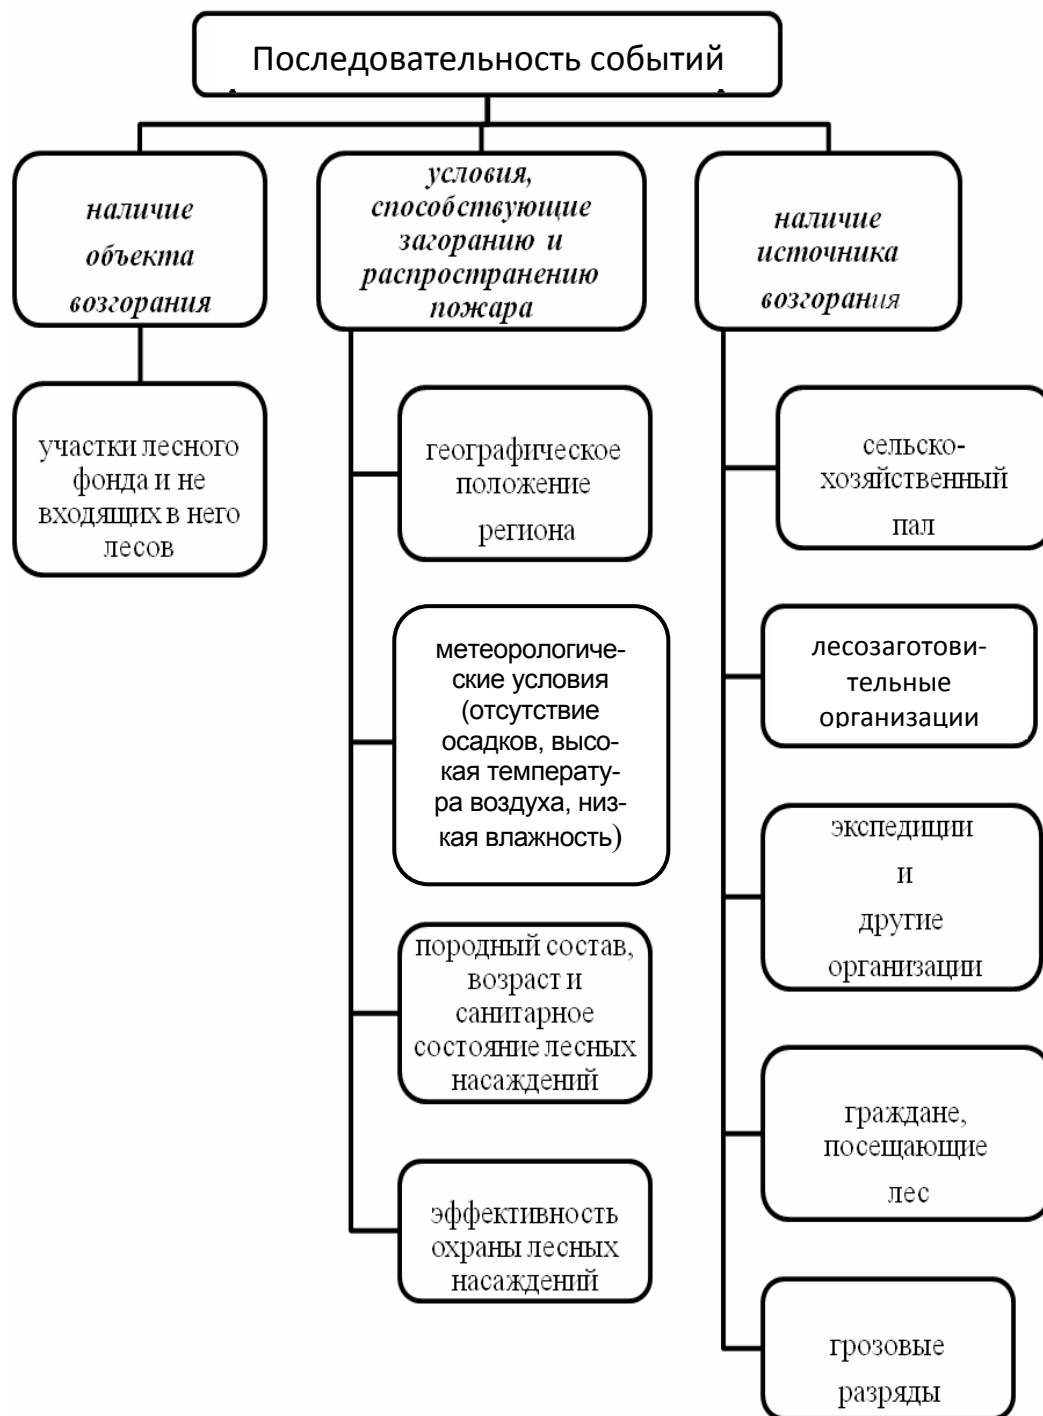 Последовательность событий
наличие
объекта
возгорания
условия,
способствующие
загоранию и
распространению
пожара
наличие
источника
возгорания
участки лесного
фонда и не
входящих в него
лесов
географическое
положение
региона
метеорологиче-
ские условия
(отсутствие
осадков, высо-
кая температу-
ра воздуха, низ-
кая влажность)
породный состав,
возраст и
санитарное
состояние лесных
насаждений
эффективность
охраны лесных
насаждений
сельско-
хозяйственный
пал
лесозаготови-
тельные
организации
экспедиции
и
другие
организации
граждане,
посещающие
лес
грозовые
разряды